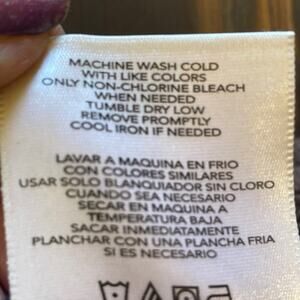 MACHINE WASH COLD
WITH LIKE COLORS
ONLY NON-CHLORINE BLEACH
WHEN NEEDED
TUMBLE DRY LOW
REMOVE PROMPTLY
COOL IRON IF NEEDED
LAVAR A MAQUINA EN FRIO
CON COLORES SIMILARES
USAR SOLO BLANQUIADOR SIN CLORO
CUANDO SEA NECESARIO
SECAR EN MAQUINA A
TEMPERATURA BAJA
SACAR INMEDIATAMENTE
PLANCHAR CON UNA PLANCHA FRIA
SI ES NECESARIO